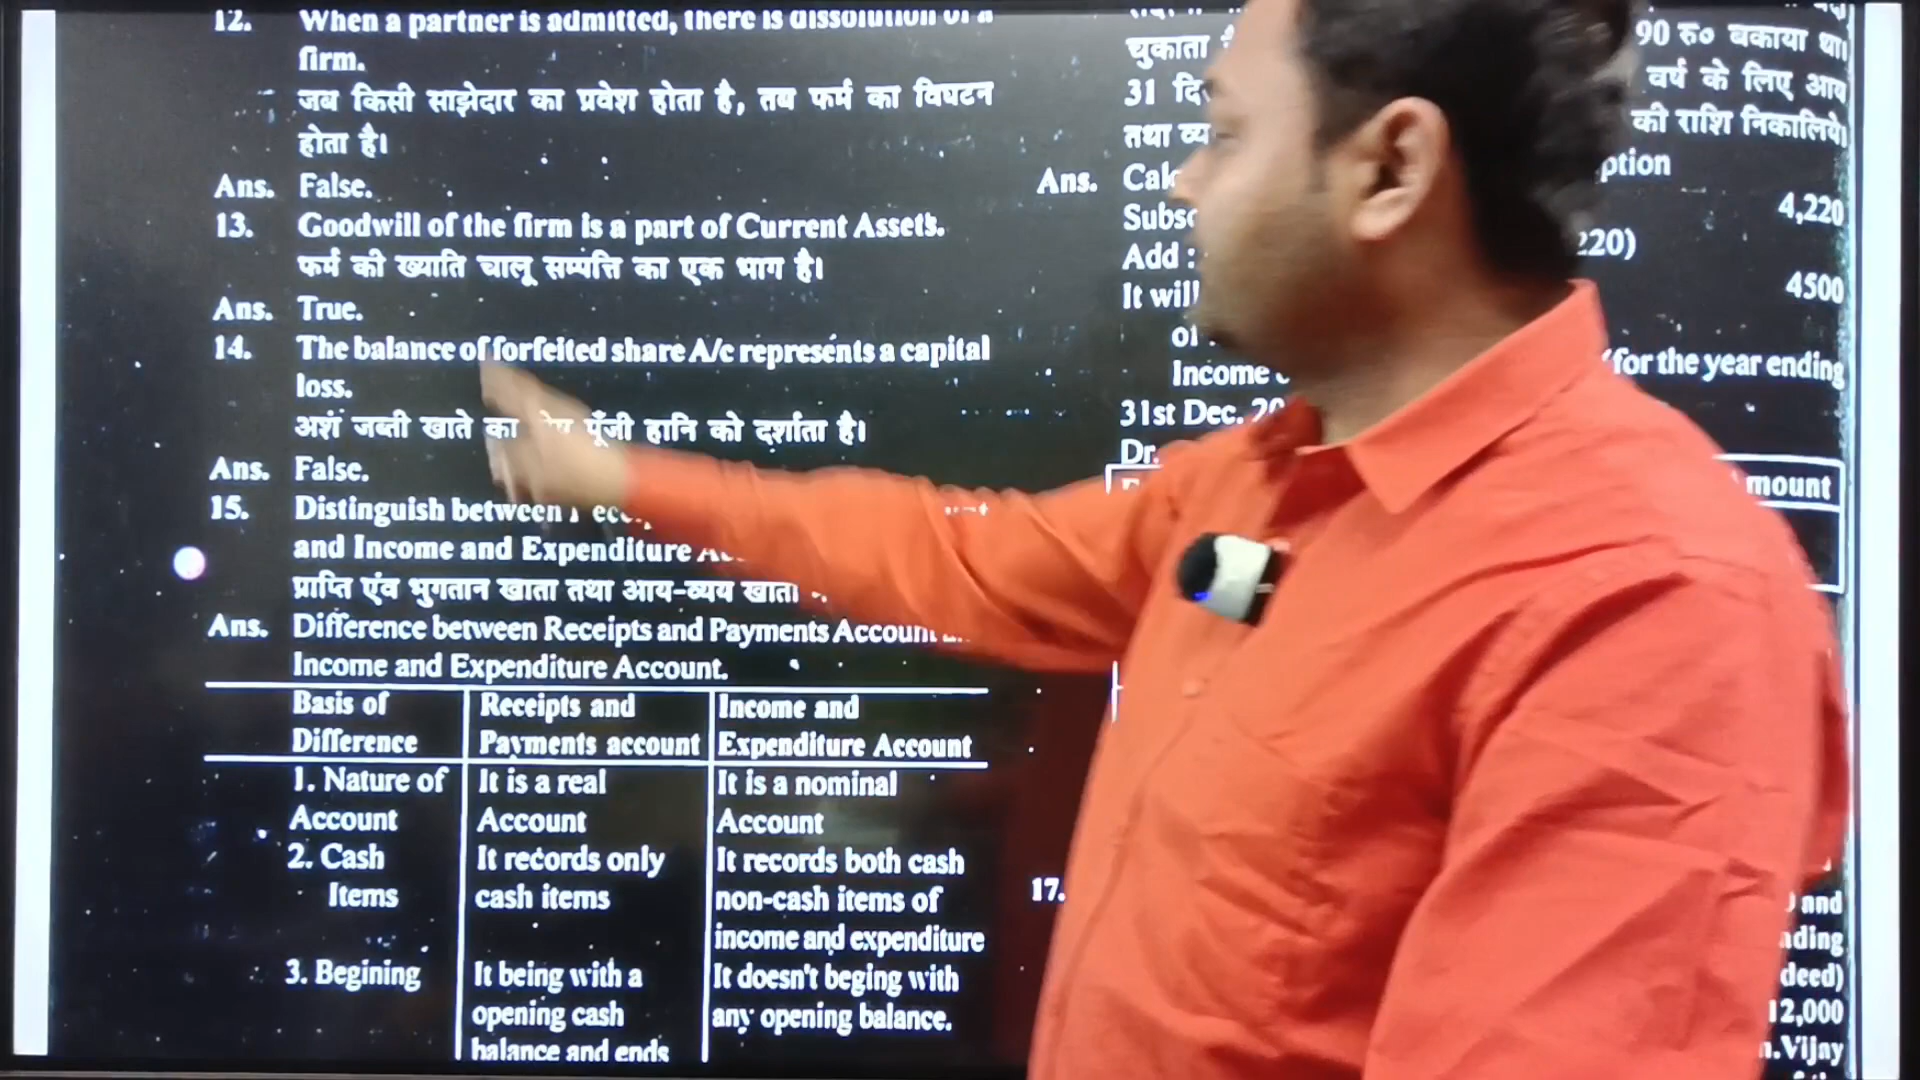 12. When a partner is admitted, there is dissolution of a
firm.
जब किसी साझेदार का प्रवेश होता है, तब फर्म का विघटन
होता है।
Ans. False.
13. Goodwill of the firm is a part of Current Assets.
फर्म की ख्याति चालू सम्पत्ति का एक भाग है।
Ans. True.
14. The balance of forfeited share A/c represents a capital
loss.
अशं जब्ती खाते का पूँजी हानि को दर्शाता है।
Ans. False.
15. Distinguish between
and Income and Expenditure
प्राप्ति एंव भुगतान खाता तथा आय-व्यय खाता
Ans. Difference between Receipts and Payments Account
Income and Expenditure Account.
Basis of Difference | Receipts and Payments account | Income and Expenditure Account
1. Nature of Account | It is a real Account | It is a nominal Account
2. Cash Items | It records only cash items | It records both cash non-cash items of income and expenditure
3. Begining | It being with a opening cash balance and ends | It doesn't beging with any opening balance.
चुकाता
90 रु० बकाया था।
31
वर्ष के लिए आय
तथा
की राशि निकालिये।
Ans.
4,220
Add :
It will
4500
Income
for the year ending
31st Dec.
Dr.
17.
and
deed)
12,000
Vijay